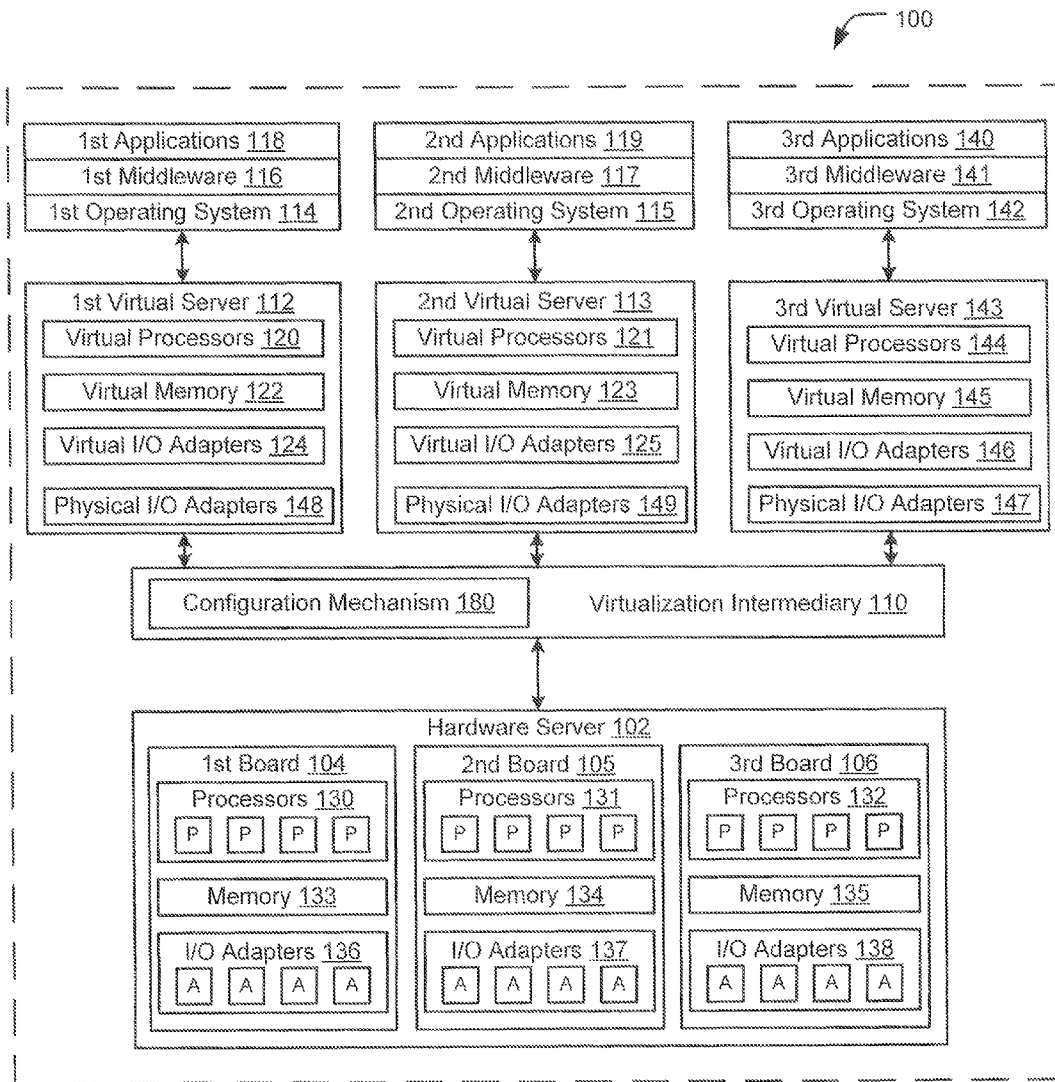 100
1st Applications 118
1st Middleware 116
1st Operating System 114
2nd Applications 119
2nd Middleware 117
2nd Operating System 115
3rd Applications 140
3rd Middleware 141
3rd Operating System 142
1st Virtual Server 112
Virtual Processors 120
Virtual Memory 122
Virtual I/O Adapters 124
Physical I/O Adapters 148
2nd Virtual Server 113
Virtual Processors 121
Virtual Memory 123
Virtual I/O Adapters 125
Physical I/O Adapters 149
3rd Virtual Server 143
Virtual Processors 144
Virtual Memory 145
Virtual I/O Adapters 146
Physical I/O Adapters 147
Configuration Mechanism 180
Virtualization Intermediary 110
Hardware Server 102
1st Board 104
Processors 130
P P P P
Memory 133
I/O Adapters 136
A A A A
2nd Board 105
Processors 131
P P P P
Memory 134
I/O Adapters 137
A A A A
3rd Board 106
Processors 132
P P P P
Memory 135
I/O Adapters 138
A A A A